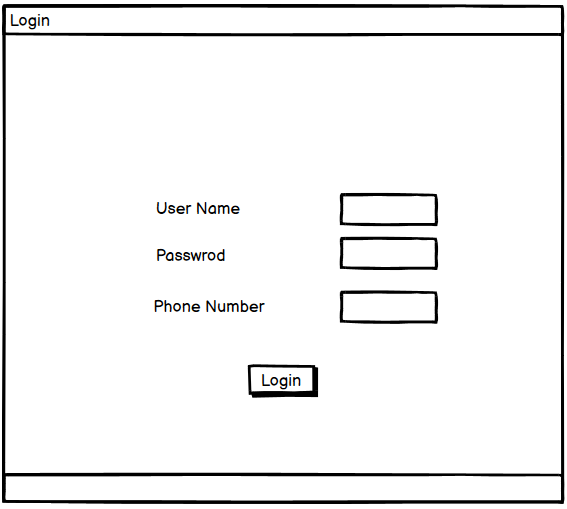 Login
User Name
Passwrod
Phone Number
Login